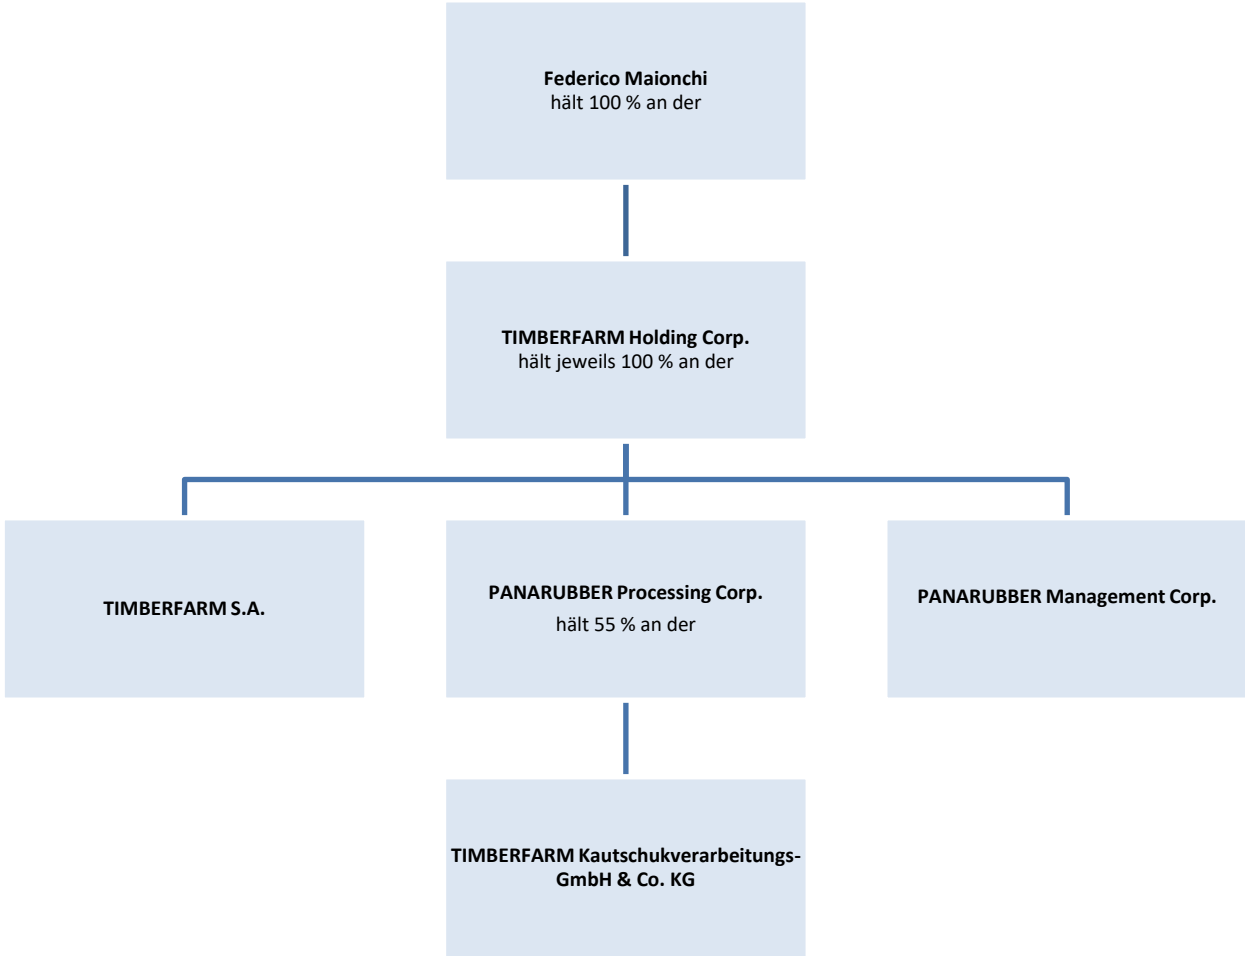 Federico Maionchi
hält 100 % an der
TIMBERFARM Holding Corp.
hält jeweils 100 % an der
TIMBERFARM S.A.
PANARUBBER Processing Corp.
hält 55 % an der
PANARUBBER Management Corp.
TIMBERFARM Kautschukverarbeitungs-
GmbH & Co. KG